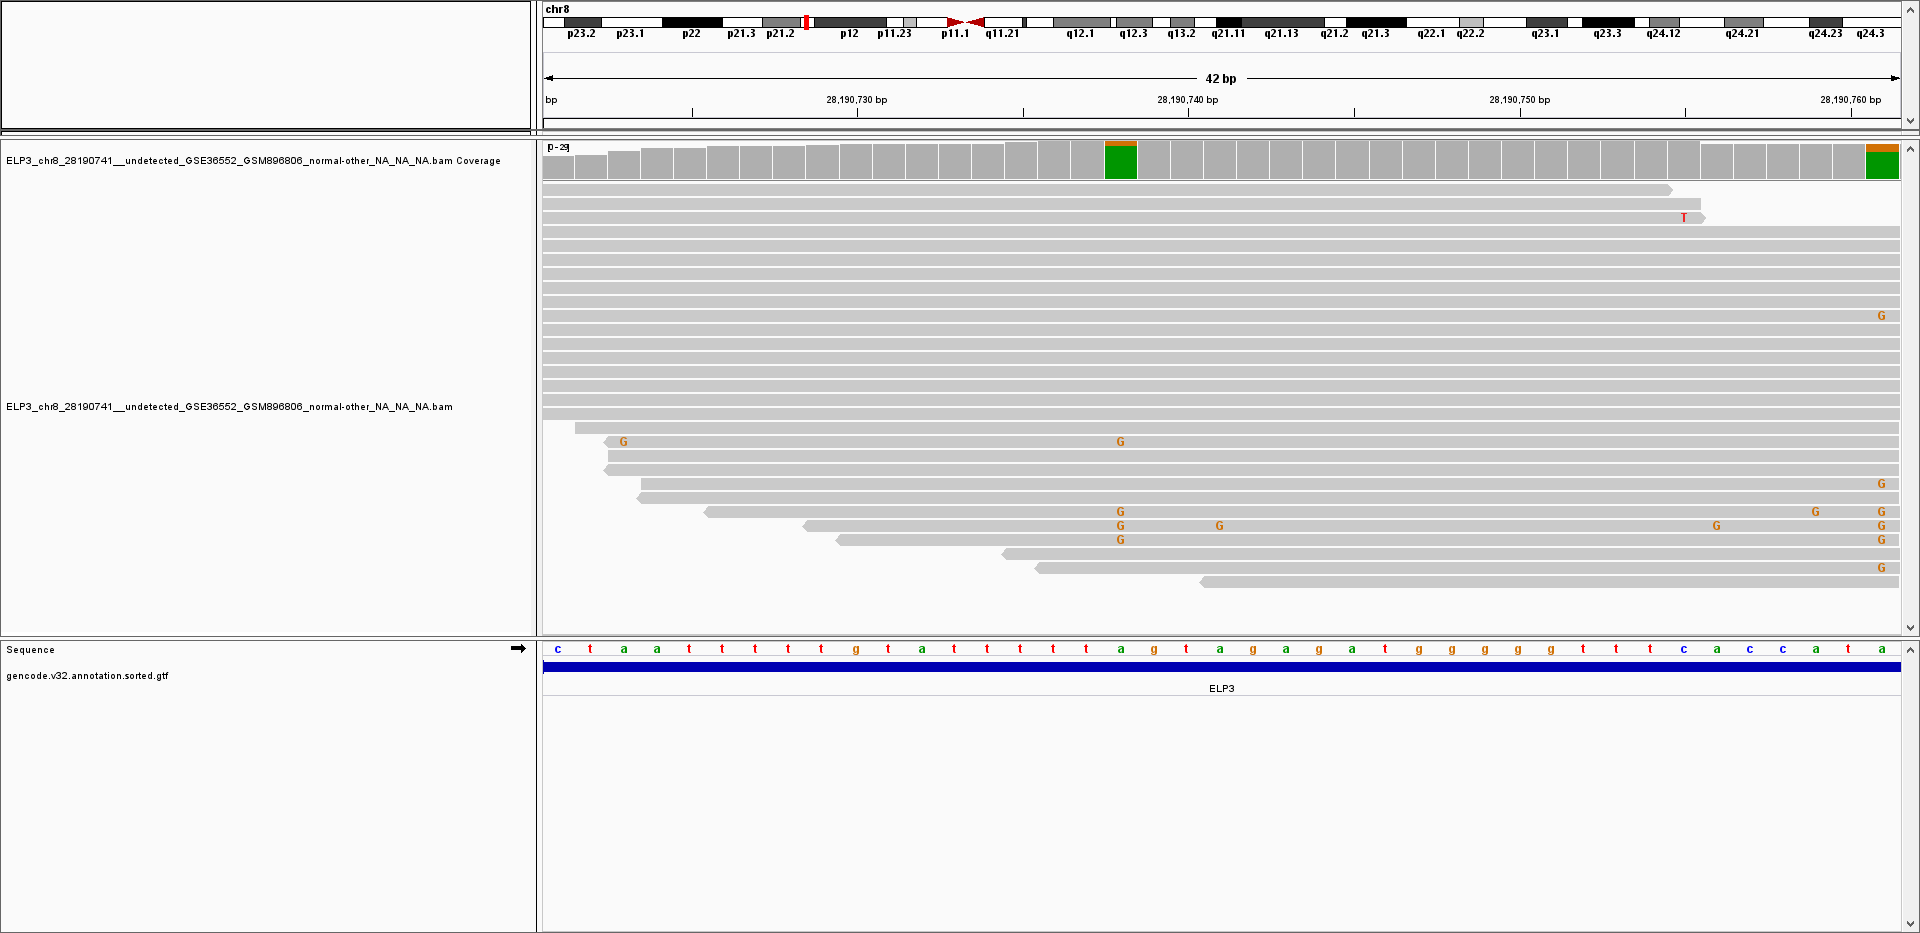 chr8
p23.2 p23.1 p22 p21.3 p21.2 p12 p11.23 p11.1 q11.21 q12.1 q12.3 q13.2 q21.11 q21.13 q21.2 q21.3 q22.1 q22.2 q23.1 q23.3 q24.12 q24.21 q24.23 q24.3
42 bp
bp 28,190,730 bp 28,190,740 bp 28,190,750 bp 28,190,760 bp
[0-29]
ELP3_chr8_28190741__undetected_GSE36552_GSM896806_normal-other_NA_NA_NA.bam Coverage
T
G
ELP3_chr8_28190741__undetected_GSE36552_GSM896806_normal-other_NA_NA_NA.bam
G G
G
G G G
G G G G
G G
G
Sequence c t a a t t t t t g t a t t t t t a g t a g a g a t g g g g g t t t c a c c a t a
gencode.v32.annotation.sorted.gtf
ELP3